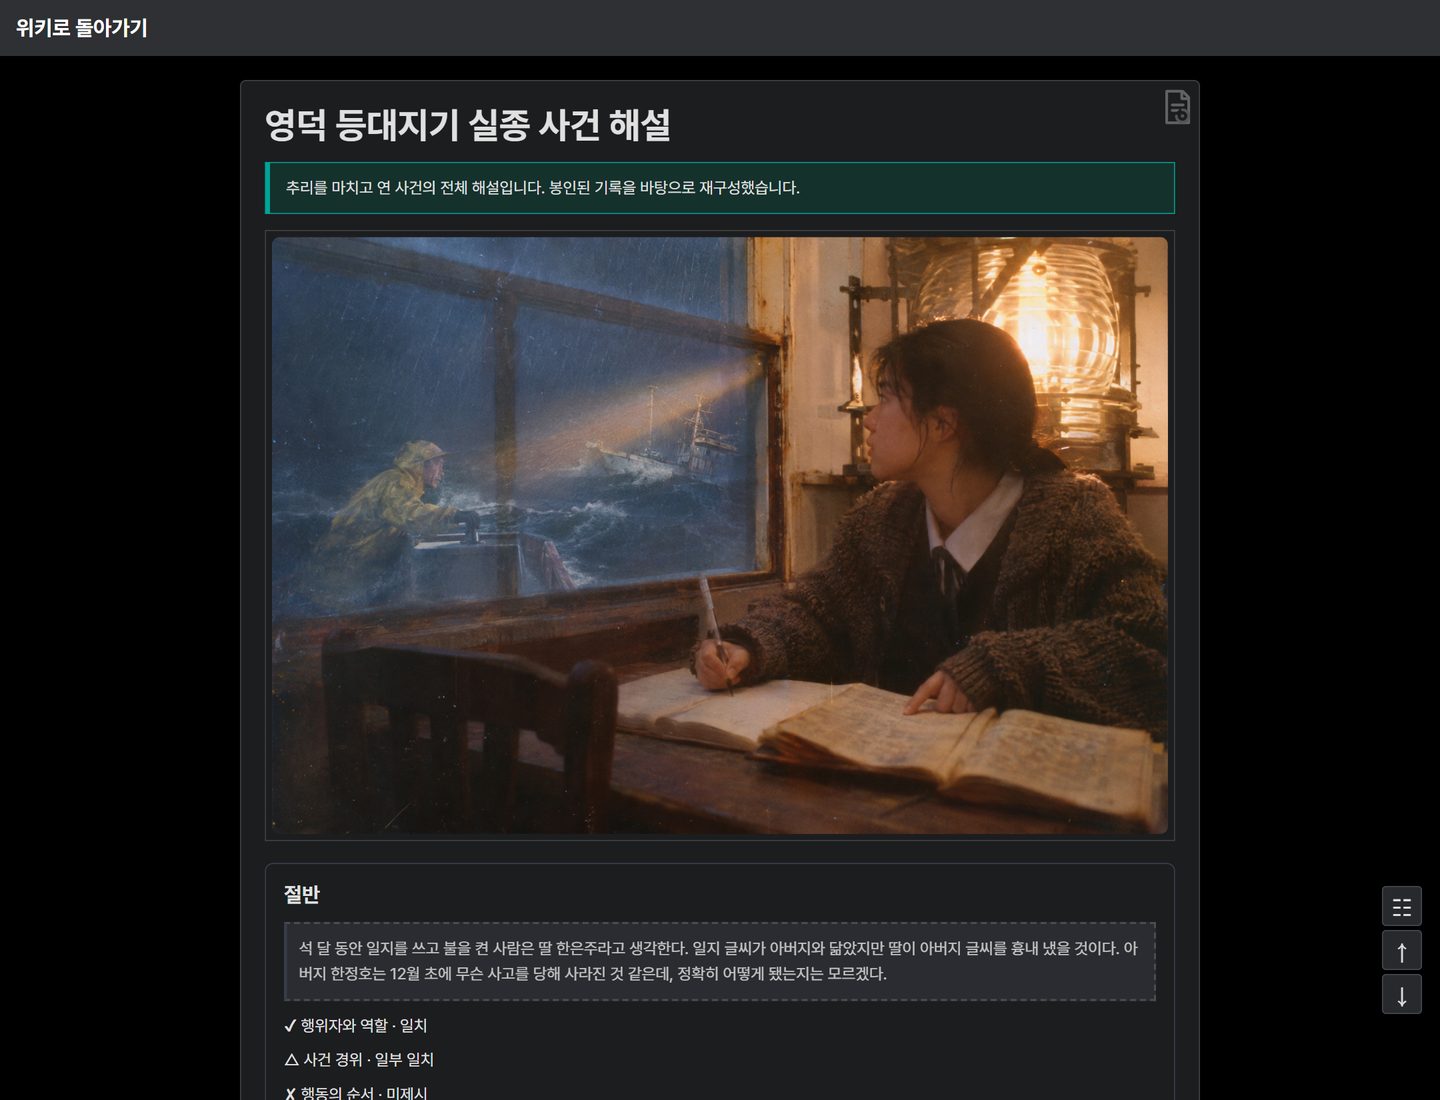 위키로 돌아가기
영덕 등대지기 실종 사건 해설
추리를 마치고 연 사건의 전체 해설입니다. 봉인된 기록을 바탕으로 재구성했습니다.
절반
석 달 동안 일지를 쓰고 불을 켠 사람은 딸 한은주라고 생각한다. 일지 글씨가 아버지와 닮았지만 딸이 아버지 글씨를 흉내 냈을 것이다. 아
버지 한정호는 12월 초에 무슨 사고를 당해 사라진 것 같은데, 정확히 어떻게 됐는지는 모르겠다.
✔ 행위자와 역할 · 일치
△ 사건 경위 · 일부 일치
✘ 행동의 순서 · 미제시